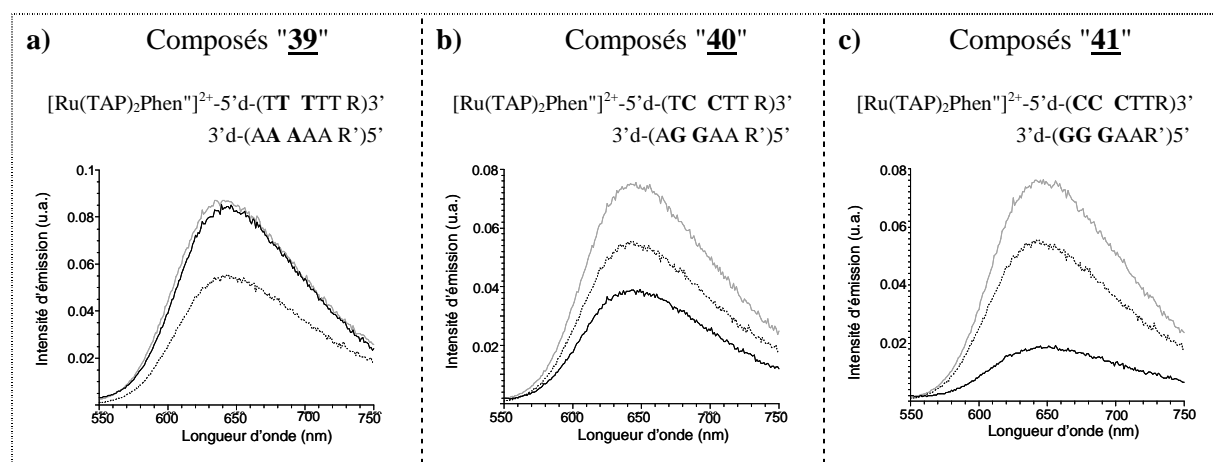 a) Composés "39"
[Ru(TAP)₂Phen"]²⁺-5'd-(TT TTT R)3'
3'd-(AA AAA R')5'
Intensité d'émission (u.a.)
0.1
0.08
0.06
0.04
0.02
550 600 650 700 750
Longueur d'onde (nm)
b) Composés "40"
[Ru(TAP)₂Phen"]²⁺-5'd-(TC CTT R)3'
3'd-(AG GAA R')5'
Intensité d'émission (u.a.)
0.08
0.06
0.04
0.02
550 600 650 700 750
Longueur d'onde (nm)
c) Composés "41"
[Ru(TAP)₂Phen"]²⁺-5'd-(CC CTTR)3'
3'd-(GG GAAR')5'
Intensité d'émission (u.a.)
0.08
0.06
0.04
0.02
550 600 650 700 750
Longueur d'onde (nm)